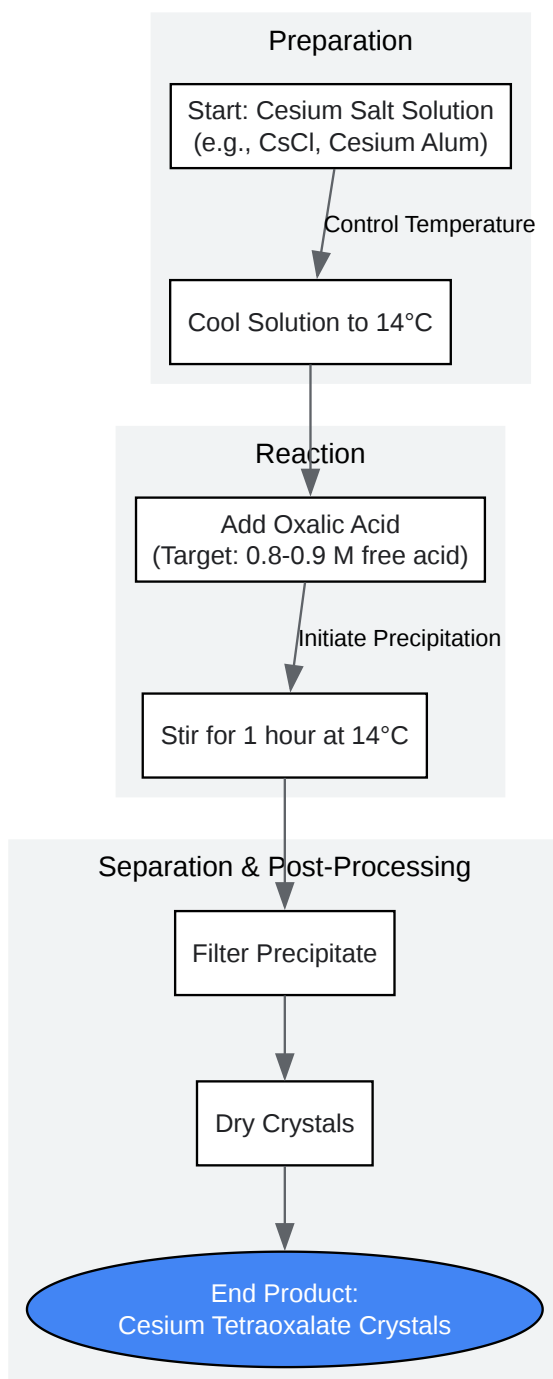 Preparation
Start: Cesium Salt Solution
(e.g., CsCl, Cesium Alum)
Control Temperature
Cool Solution to 14°C
Reaction
Add Oxalic Acid
(Target: 0.8-0.9 M free acid)
Initiate Precipitation
Stir for 1 hour at 14°C
Separation & Post-Processing
Filter Precipitate
Dry Crystals
End Product:
Cesium Tetraoxalate Crystals